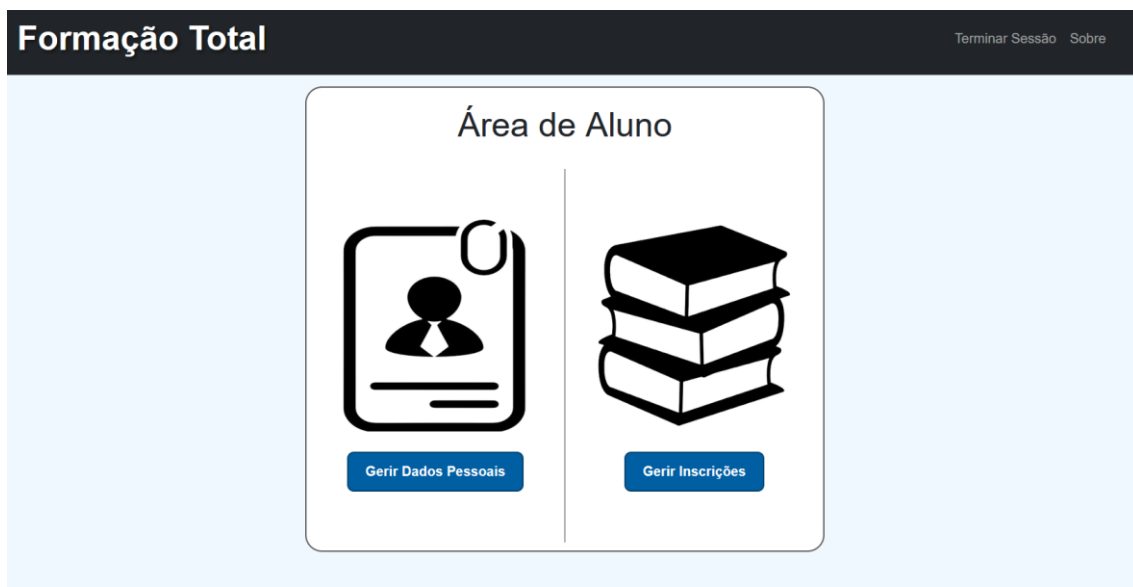 Formação Total
Terminar Sessão Sobre
Área de Aluno
Gerir Dados Pessoais
Gerir Inscrições